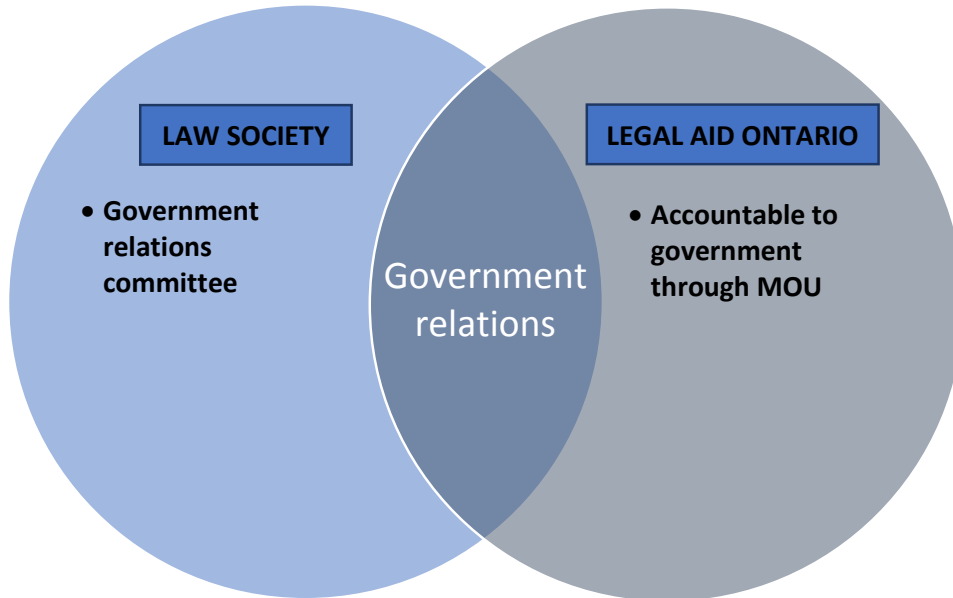 LAW SOCIETY
• Government
relations
committee
Government
relations
LEGAL AID ONTARIO
• Accountable to
government
through MOU